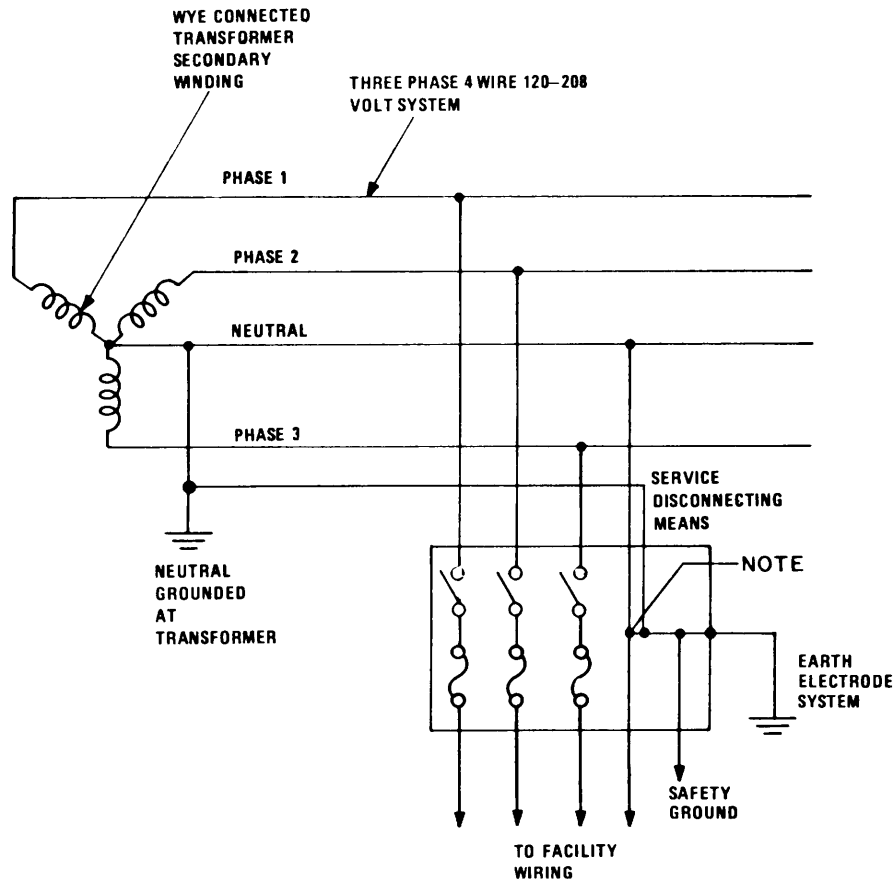 WYE CONNECTED
TRANSFORMER
SECONDARY
WINDING
THREE PHASE 4 WIRE 120-208
VOLT SYSTEM
PHASE 1
PHASE 2
NEUTRAL
PHASE 3
SERVICE
DISCONNECTING
MEANS
NOTE
NEUTRAL
GROUNDED
AT
TRANSFORMER
EARTH
ELECTRODE
SYSTEM
SAFETY
GROUND
TO FACILITY
WIRING